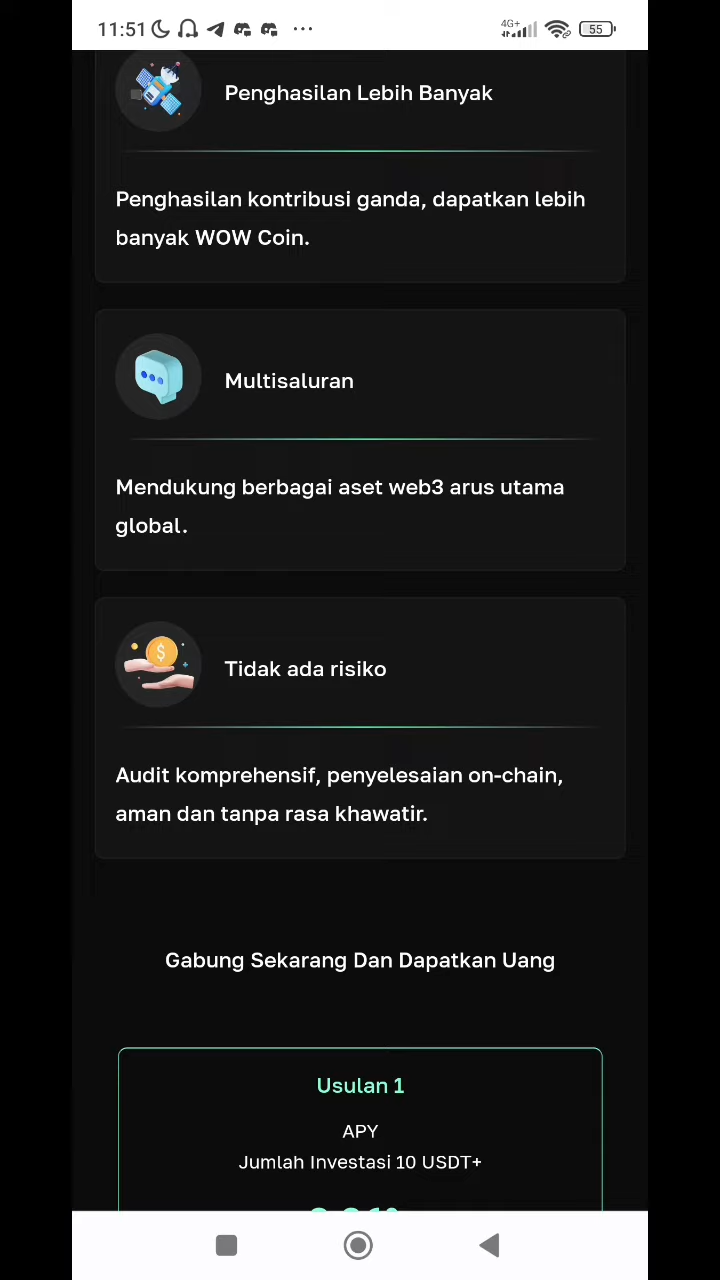 11:51
4G+
55
Penghasilan Lebih Banyak
Penghasilan kontribusi ganda, dapatkan lebih
banyak WOW Coin.
Multisaluran
Mendukung berbagai aset web3 arus utama
global.
Tidak ada risiko
Audit komprehensif, penyelesaian on-chain,
aman dan tanpa rasa khawatir.
Gabung Sekarang Dan Dapatkan Uang
Usulan 1
APY
Jumlah Investasi 10 USDT+